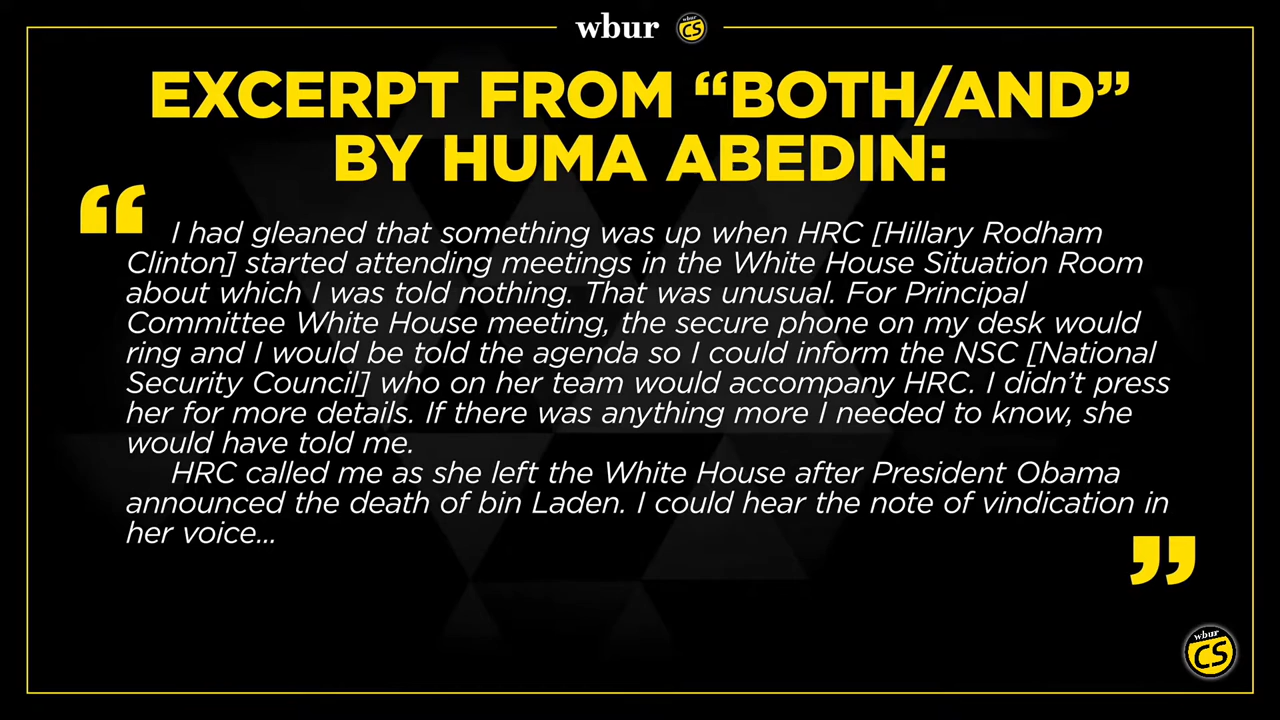 wbur wbur CS
EXCERPT FROM “BOTH/AND”
BY HUMA ABEDIN:
“
I had gleaned that something was up when HRC [Hillary Rodham
Clinton] started attending meetings in the White House Situation Room
about which I was told nothing. That was unusual. For Principal
Committee White House meeting, the secure phone on my desk would
ring and I would be told the agenda so I could inform the NSC [National
Security Council] who on her team would accompany HRC. I didn’t press
her for more details. If there was anything more I needed to know, she
would have told me.
HRC called me as she left the White House after President Obama
announced the death of bin Laden. I could hear the note of vindication in
her voice...
”
wbur
CS